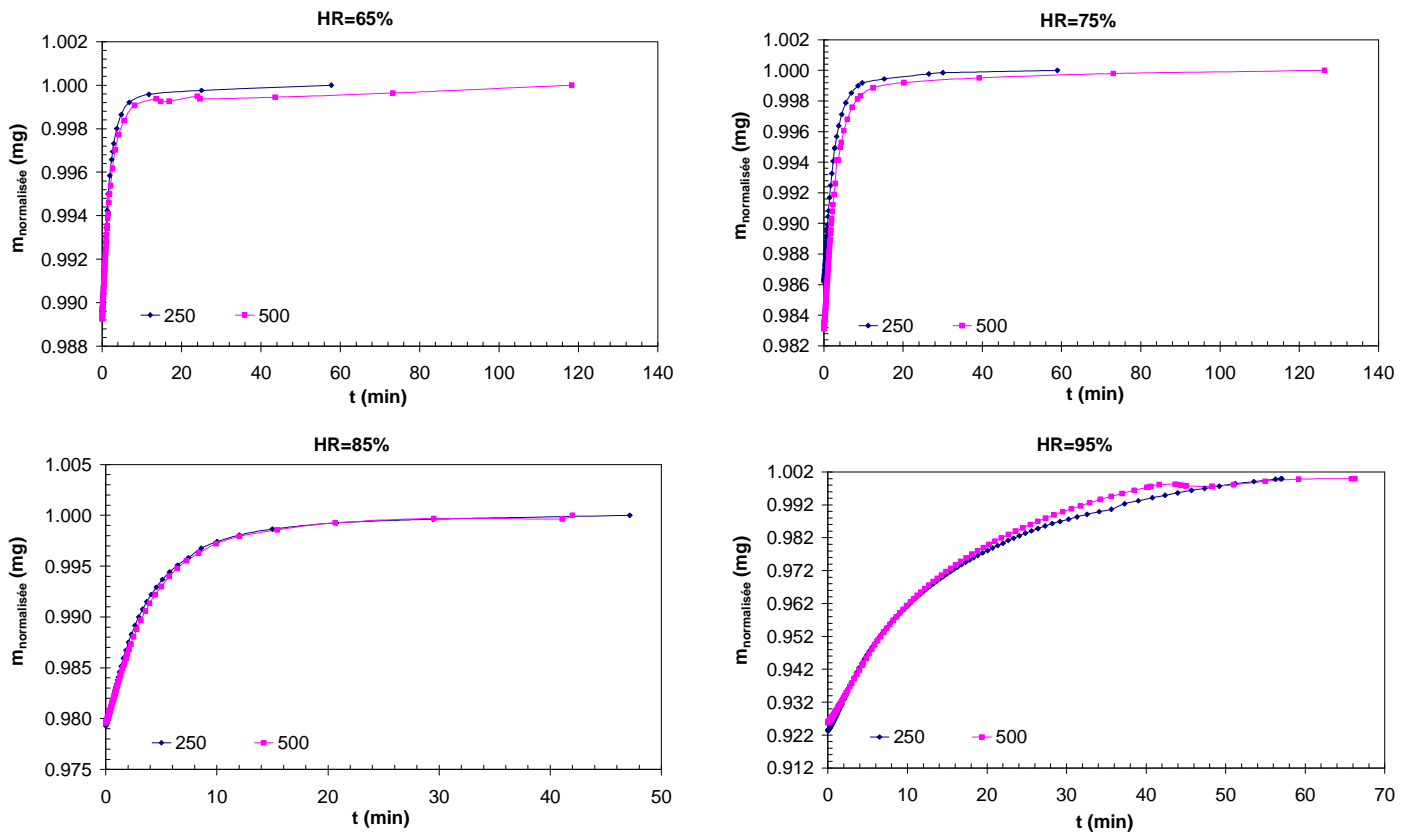 HR=65%
1.002
1.000
0.998
0.996
0.994
0.992
0.990
0.988
0 20 40 60 80 100 120 140
t (min)
mnormalisée (mg)
250 500
HR=75%
1.002
1.000
0.998
0.996
0.994
0.992
0.990
0.988
0.986
0.984
0.982
0 20 40 60 80 100 120 140
t (min)
mnormalisée (mg)
250 500
HR=85%
1.005
1.000
0.995
0.990
0.985
0.980
0.975
0 10 20 30 40 50
t (min)
mnormalisée (mg)
250 500
HR=95%
1.002
0.992
0.982
0.972
0.962
0.952
0.942
0.932
0.922
0.912
0 10 20 30 40 50 60 70
t (min)
mnormalisée (mg)
250 500